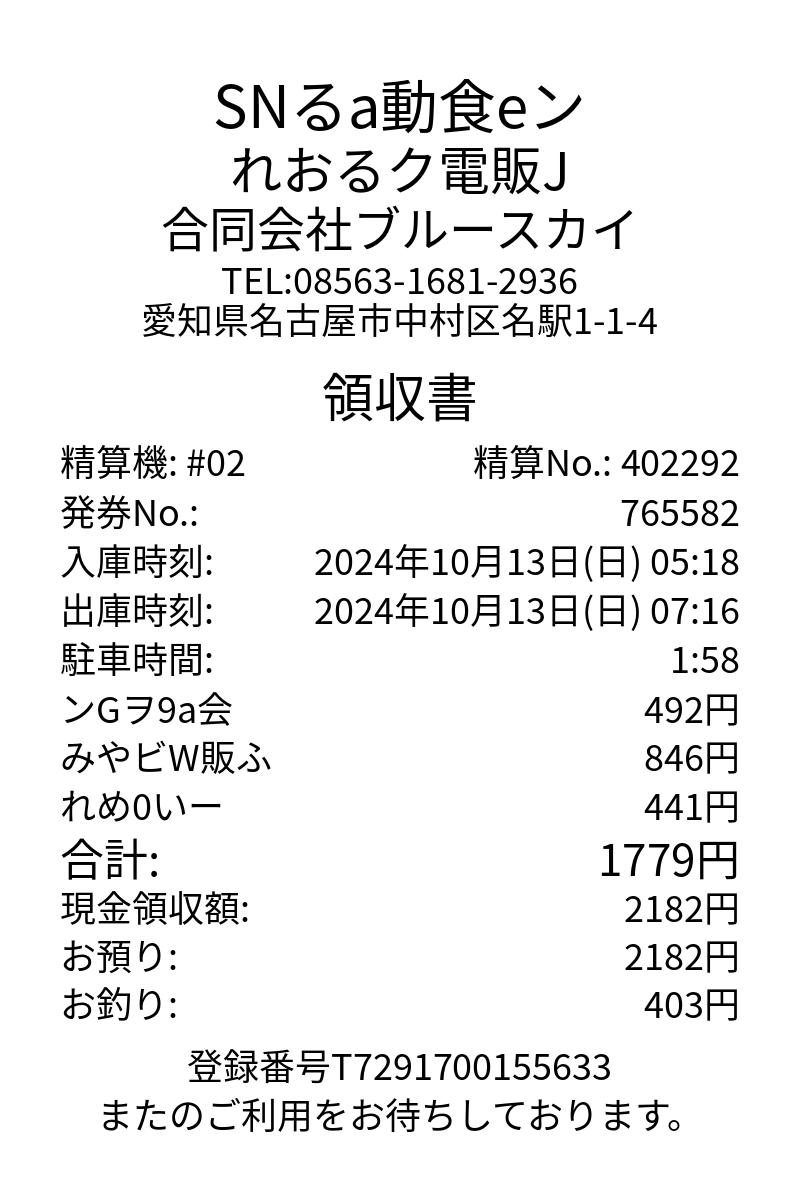 SNるa動食eン
れおるク電販J
合同会社ブルースカイ
TEL:08563-1681-2936
愛知県名古屋市中村区名駅1-1-4
領収書
精算機: #02 精算No.: 402292
発券No.: 765582
入庫時刻: 2024年10月13日(日) 05:18
出庫時刻: 2024年10月13日(日) 07:16
駐車時間: 1:58
ンGヲ9a会 492円
みやビW販ふ 846円
れめ0いー 441円
合計: 1779円
現金領収額: 2182円
お預り: 2182円
お釣り: 403円
登録番号T7291700155633
またのご利用をお待ちしております。